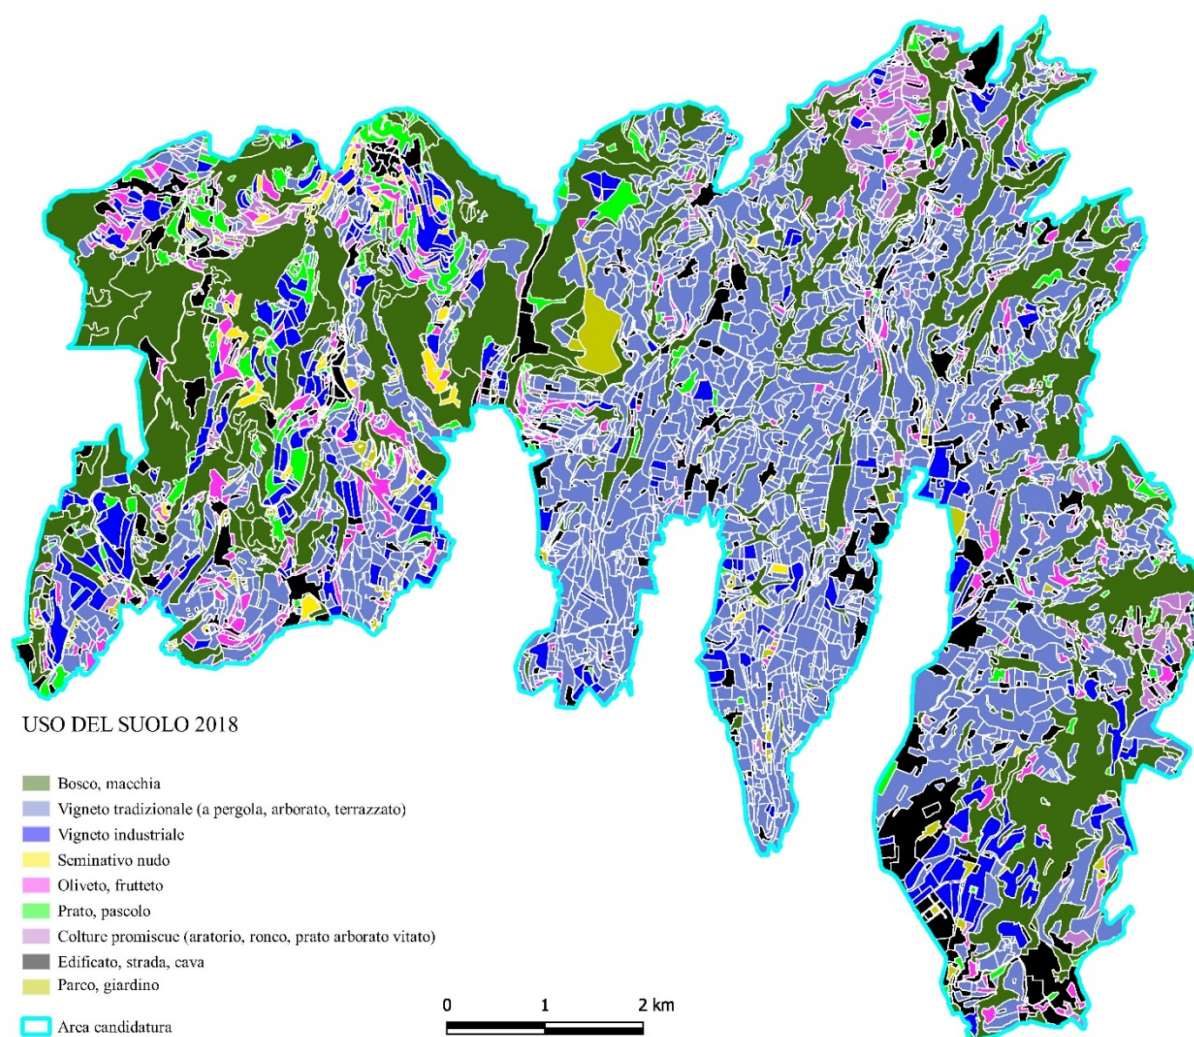 USO DEL SUOLO 2018
Bosco, macchia
Vigneto tradizionale (a pergola, arborato, terrazzato)
Vigneto industriale
Seminativo nudo
Oliveto, frutteto
Prato, pascolo
Colture promiscue (aratorio, ronco, prato arborato vitato)
Edificato, strada, cava
Parco, giardino
Area candidatura
0 1 2 km